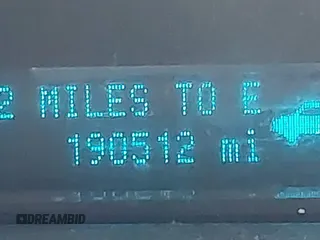 2 MILES TO E
190512 mi
DREAMBID